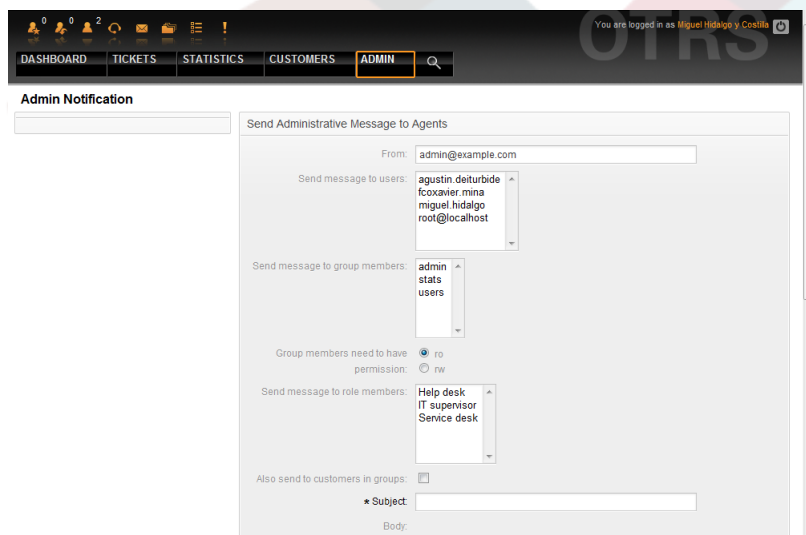 0 0 2
You are logged in as Miguel Hidalgo y Costilla
OTRS
DASHBOARD TICKETS STATISTICS CUSTOMERS ADMIN
Admin Notification
Send Administrative Message to Agents
From: admin@example.com
Send message to users: agustin.deiturbide
fcoxavier.mina
miguel.hidalgo
root@localhost
Send message to group members: admin
stats
users
Group members need to have ro
permission: rw
Send message to role members: Help desk
IT supervisor
Service desk
Also send to customers in groups:
* Subject:
Body: